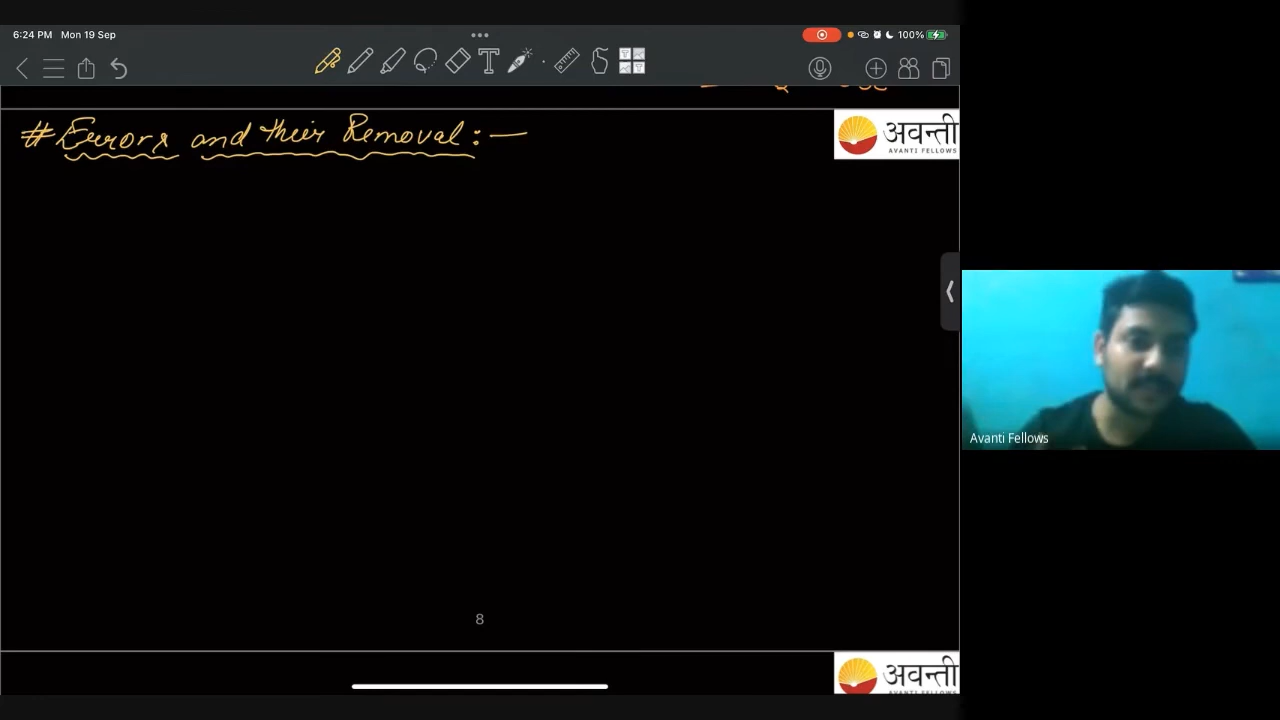 6:24 PM Mon 19 Sep
100%
# Errors and their Removal :—
अवन्ती
AVANTI FELLOWS
Avanti Fellows
8
अवन्ती